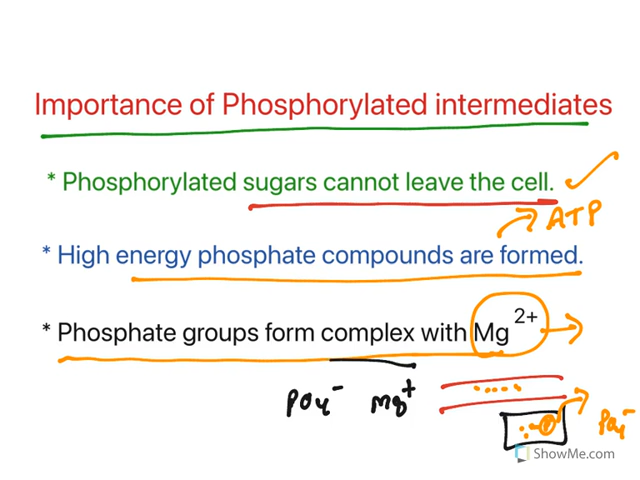 Importance of Phosphorylated intermediates
* Phosphorylated sugars cannot leave the cell.
ATP
* High energy phosphate compounds are formed.
* Phosphate groups form complex with Mg2+
PO4- Mg+
PO4-
ShowMe.com